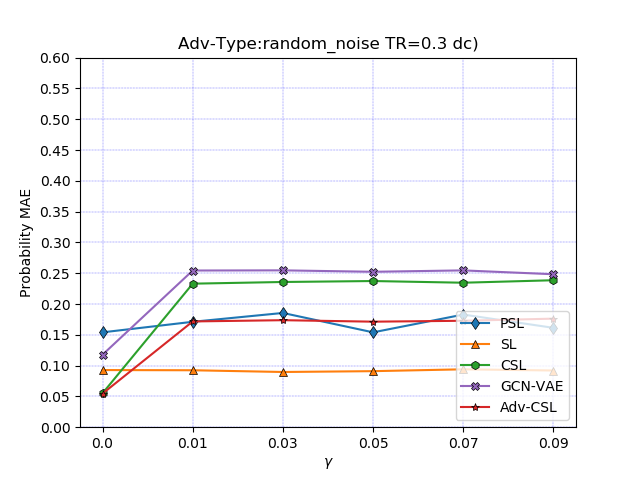 Adv-Type:random_noise TR=0.3 dc)
Probability MAE
0.60
0.55
0.50
0.45
0.40
0.35
0.30
0.25
0.20
0.15
0.10
0.05
0.00
0.0 0.01 0.03 0.05 0.07 0.09
γ
PSL
SL
CSL
GCN-VAE
Adv-CSL